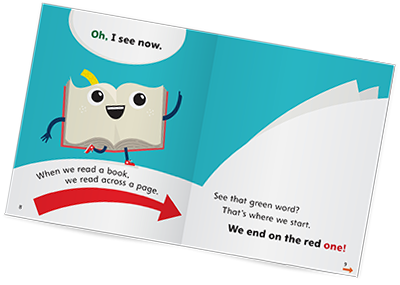 Oh, I see now.
When we read a book,
we read across a page.
8
See that green word?
That's where we start.
We end on the red one!
9